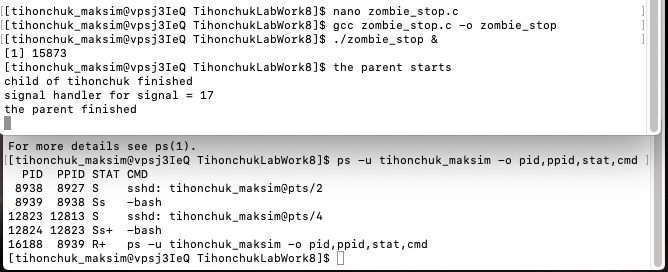 [[tihonchuk_maksim@vpsj3IeQ TihonchukLabWork8]$ nano zombie_stop.c ]
[[tihonchuk_maksim@vpsj3IeQ TihonchukLabWork8]$ gcc zombie_stop.c -o zombie_stop ]
[[tihonchuk_maksim@vpsj3IeQ TihonchukLabWork8]$ ./zombie_stop & ]
[1] 15873
[tihonchuk_maksim@vpsj3IeQ TihonchukLabWork8]$ the parent starts
child of tihonchuk finished
signal handler for signal = 17
the parent finished
For more details see ps(1).
[[tihonchuk_maksim@vpsj3IeQ TihonchukLabWork8]$ ps -u tihonchuk_maksim -o pid,ppid,stat,cmd ]
PID PPID STAT CMD
8938 8927 S sshd: tihonchuk_maksim@pts/2
8939 8938 Ss -bash
12823 12813 S sshd: tihonchuk_maksim@pts/4
12824 12823 Ss+ -bash
16188 8939 R+ ps -u tihonchuk_maksim -o pid,ppid,stat,cmd
[tihonchuk_maksim@vpsj3IeQ TihonchukLabWork8]$